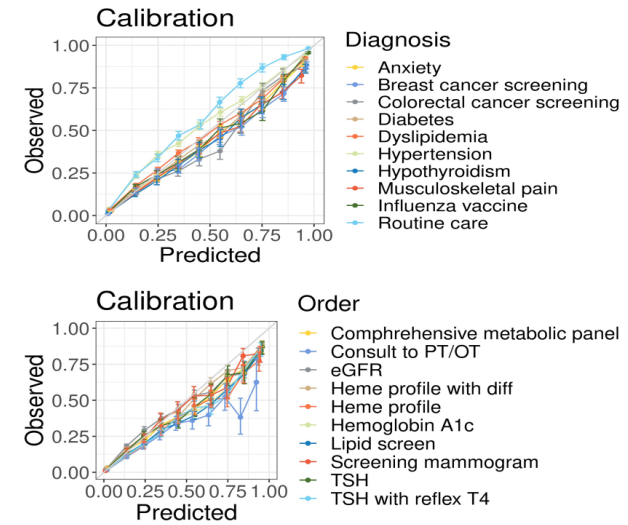 Calibration
Observed
1.00
0.75
0.50
0.25
0.00
0.00 0.25 0.50 0.75 1.00
Predicted
Diagnosis
Anxiety
Breast cancer screening
Colorectal cancer screening
Diabetes
Dyslipidemia
Hypertension
Hypothyroidism
Musculoskeletal pain
Influenza vaccine
Routine care
Calibration
Observed
1.00
0.75
0.50
0.25
0.00
0.00 0.25 0.50 0.75 1.00
Predicted
Order
Comphrehensive metabolic panel
Consult to PT/OT
eGFR
Heme profile with diff
Heme profile
Hemoglobin A1c
Lipid screen
Screening mammogram
TSH
TSH with reflex T4